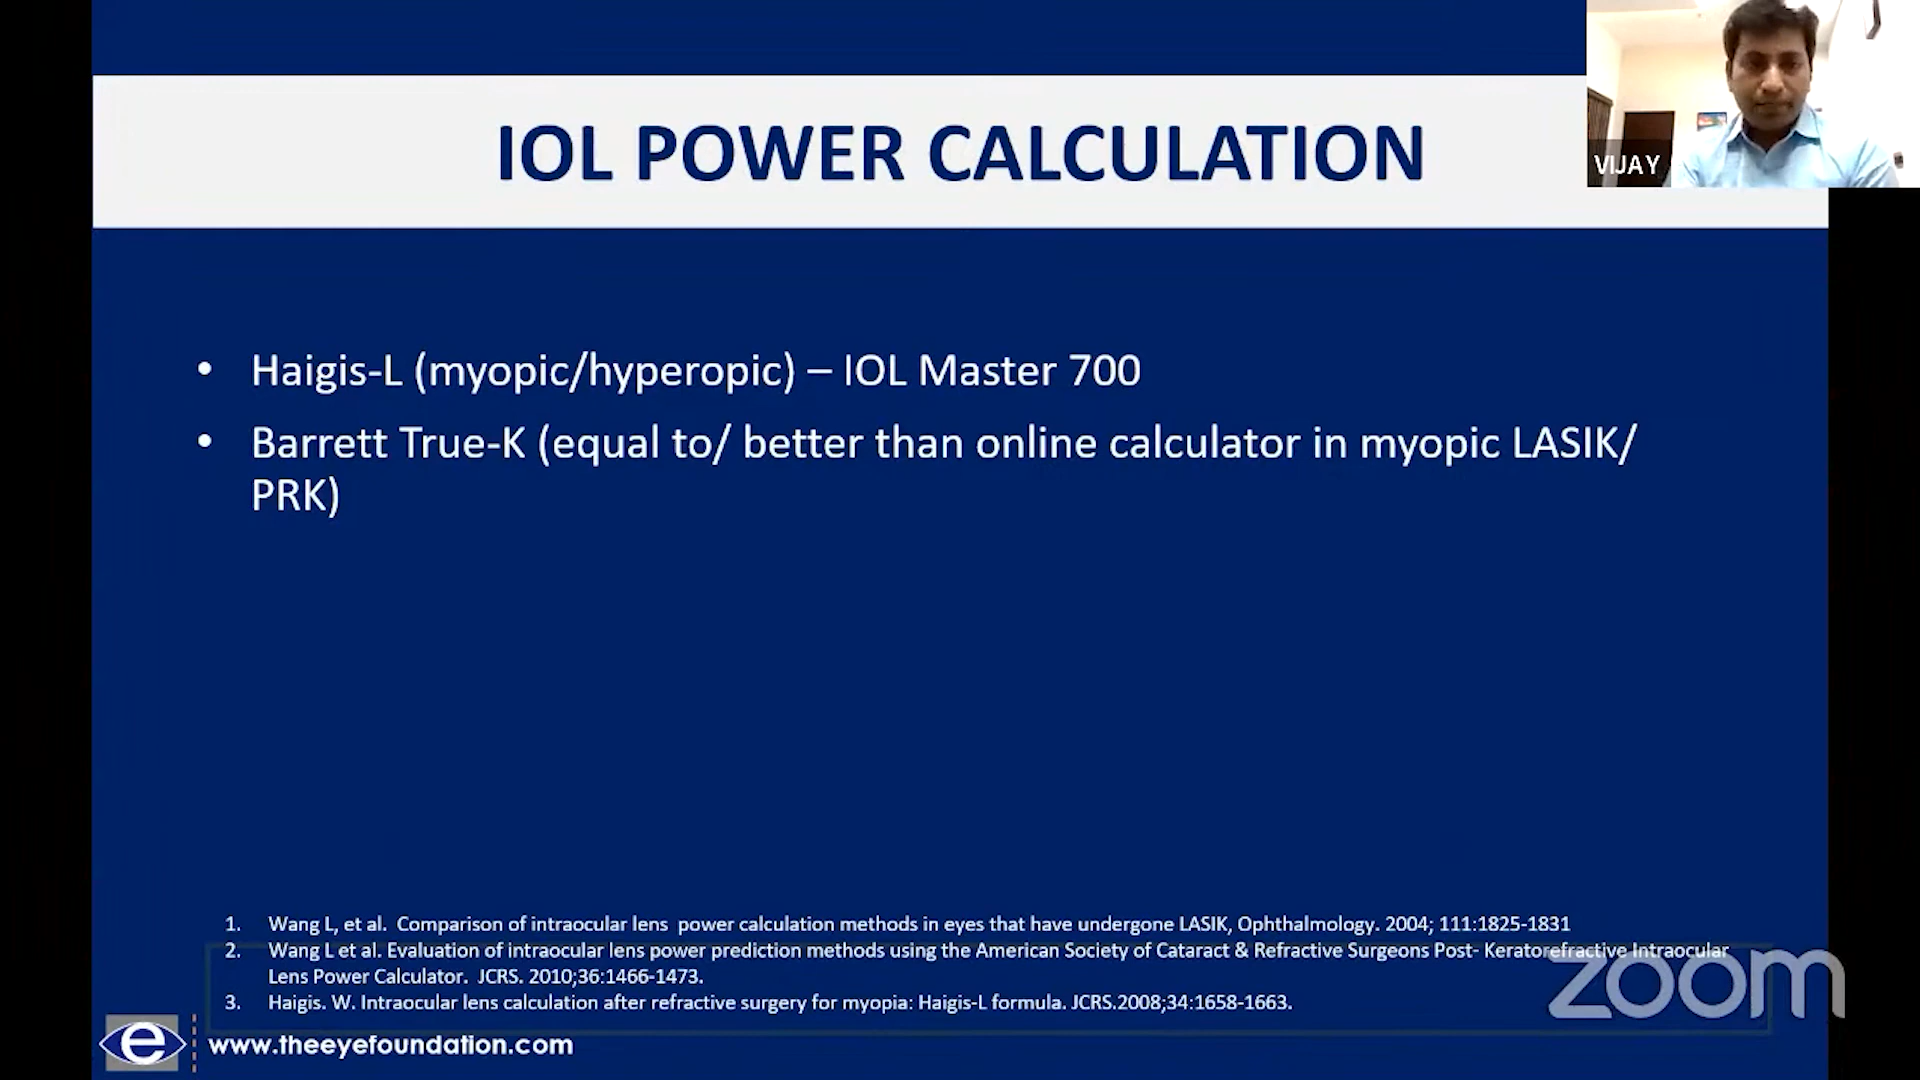 IOL POWER CALCULATION
VIJAY
• Haigis-L (myopic/hyperopic) – IOL Master 700
• Barrett True-K (equal to/ better than online calculator in myopic LASIK/
PRK)
1. Wang L, et al. Comparison of intraocular lens power calculation methods in eyes that have undergone LASIK, Ophthalmology. 2004; 111:1825-1831
2. Wang L et al. Evaluation of intraocular lens power prediction methods using the American Society of Cataract & Refractive Surgeons Post- Keratorefractive Intraocular
Lens Power Calculator. JCRS. 2010;36:1466-1473.
3. Haigis. W. Intraocular lens calculation after refractive surgery for myopia: Haigis-L formula. JCRS.2008;34:1658-1663.
zoom
e
www.theeyefoundation.com